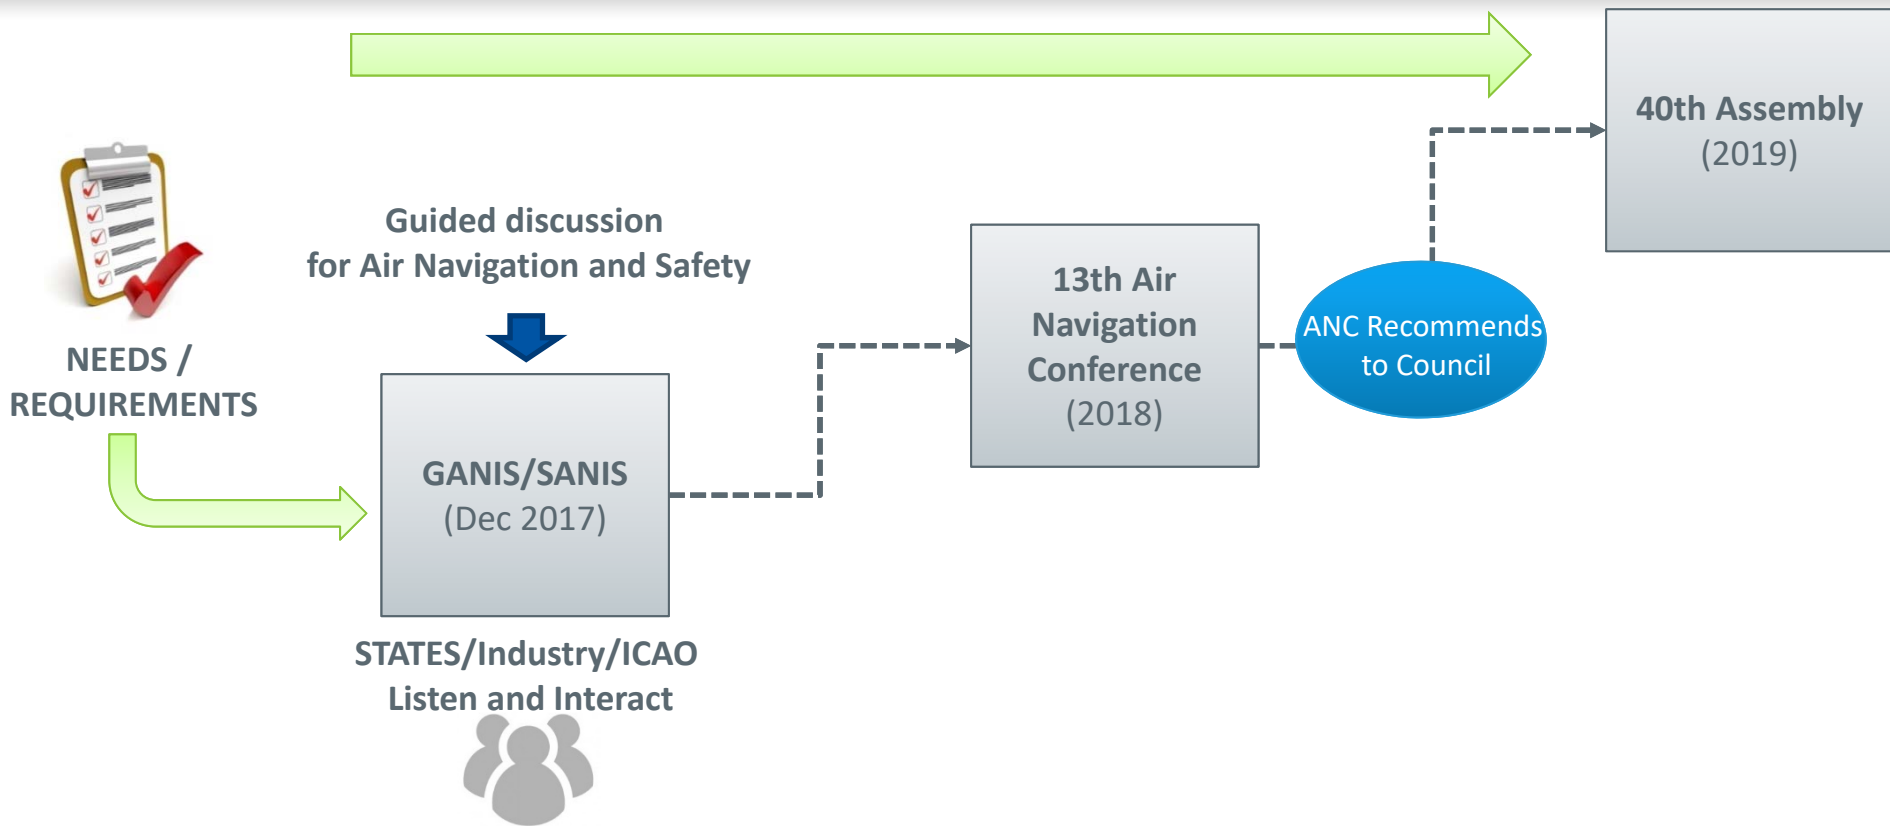 NEEDS /
REQUIREMENTS
Guided discussion
for Air Navigation and Safety
GANIS/SANIS
(Dec 2017)
STATES/Industry/ICAO
Listen and Interact
13th Air
Navigation
Conference
(2018)
ANC Recommends
to Council
40th Assembly
(2019)